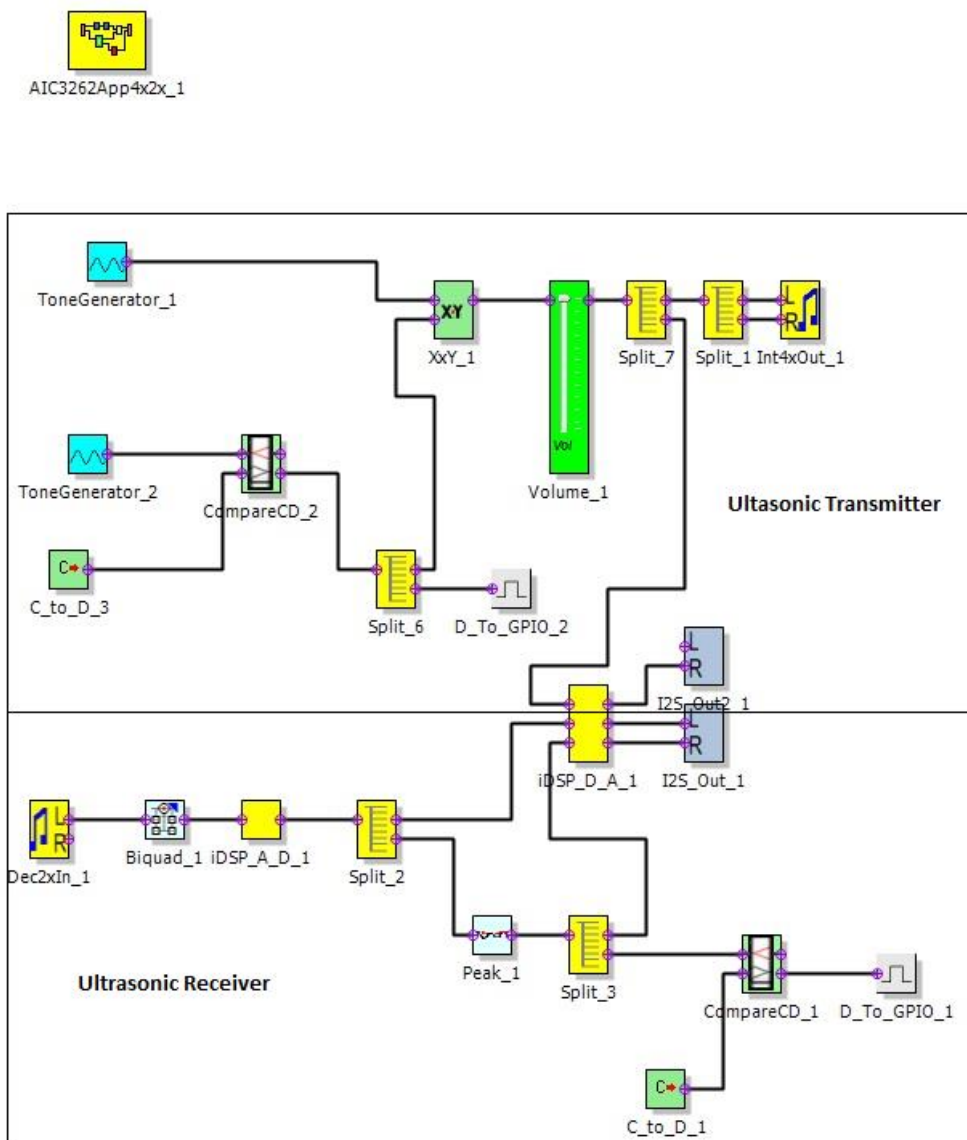 AIC3262App4x2x_1
ToneGenerator_1
X·Y
XxY_1
Vol
Volume_1
Split_7
Split_1
L
R
Int4xOut_1
ToneGenerator_2
CompareCD_2
Ultasonic Transmitter
C
C_to_D_3
Split_6
D_To_GPIO_2
L
R
I2S_Out2_1
iDSP_D_A_1
L
R
I2S_Out_1
L
R
Dec2xIn_1
Biquad_1
iDSP_A_D_1
Split_2
Peak_1
Split_3
Ultrasonic Receiver
CompareCD_1
D_To_GPIO_1
C
C_to_D_1